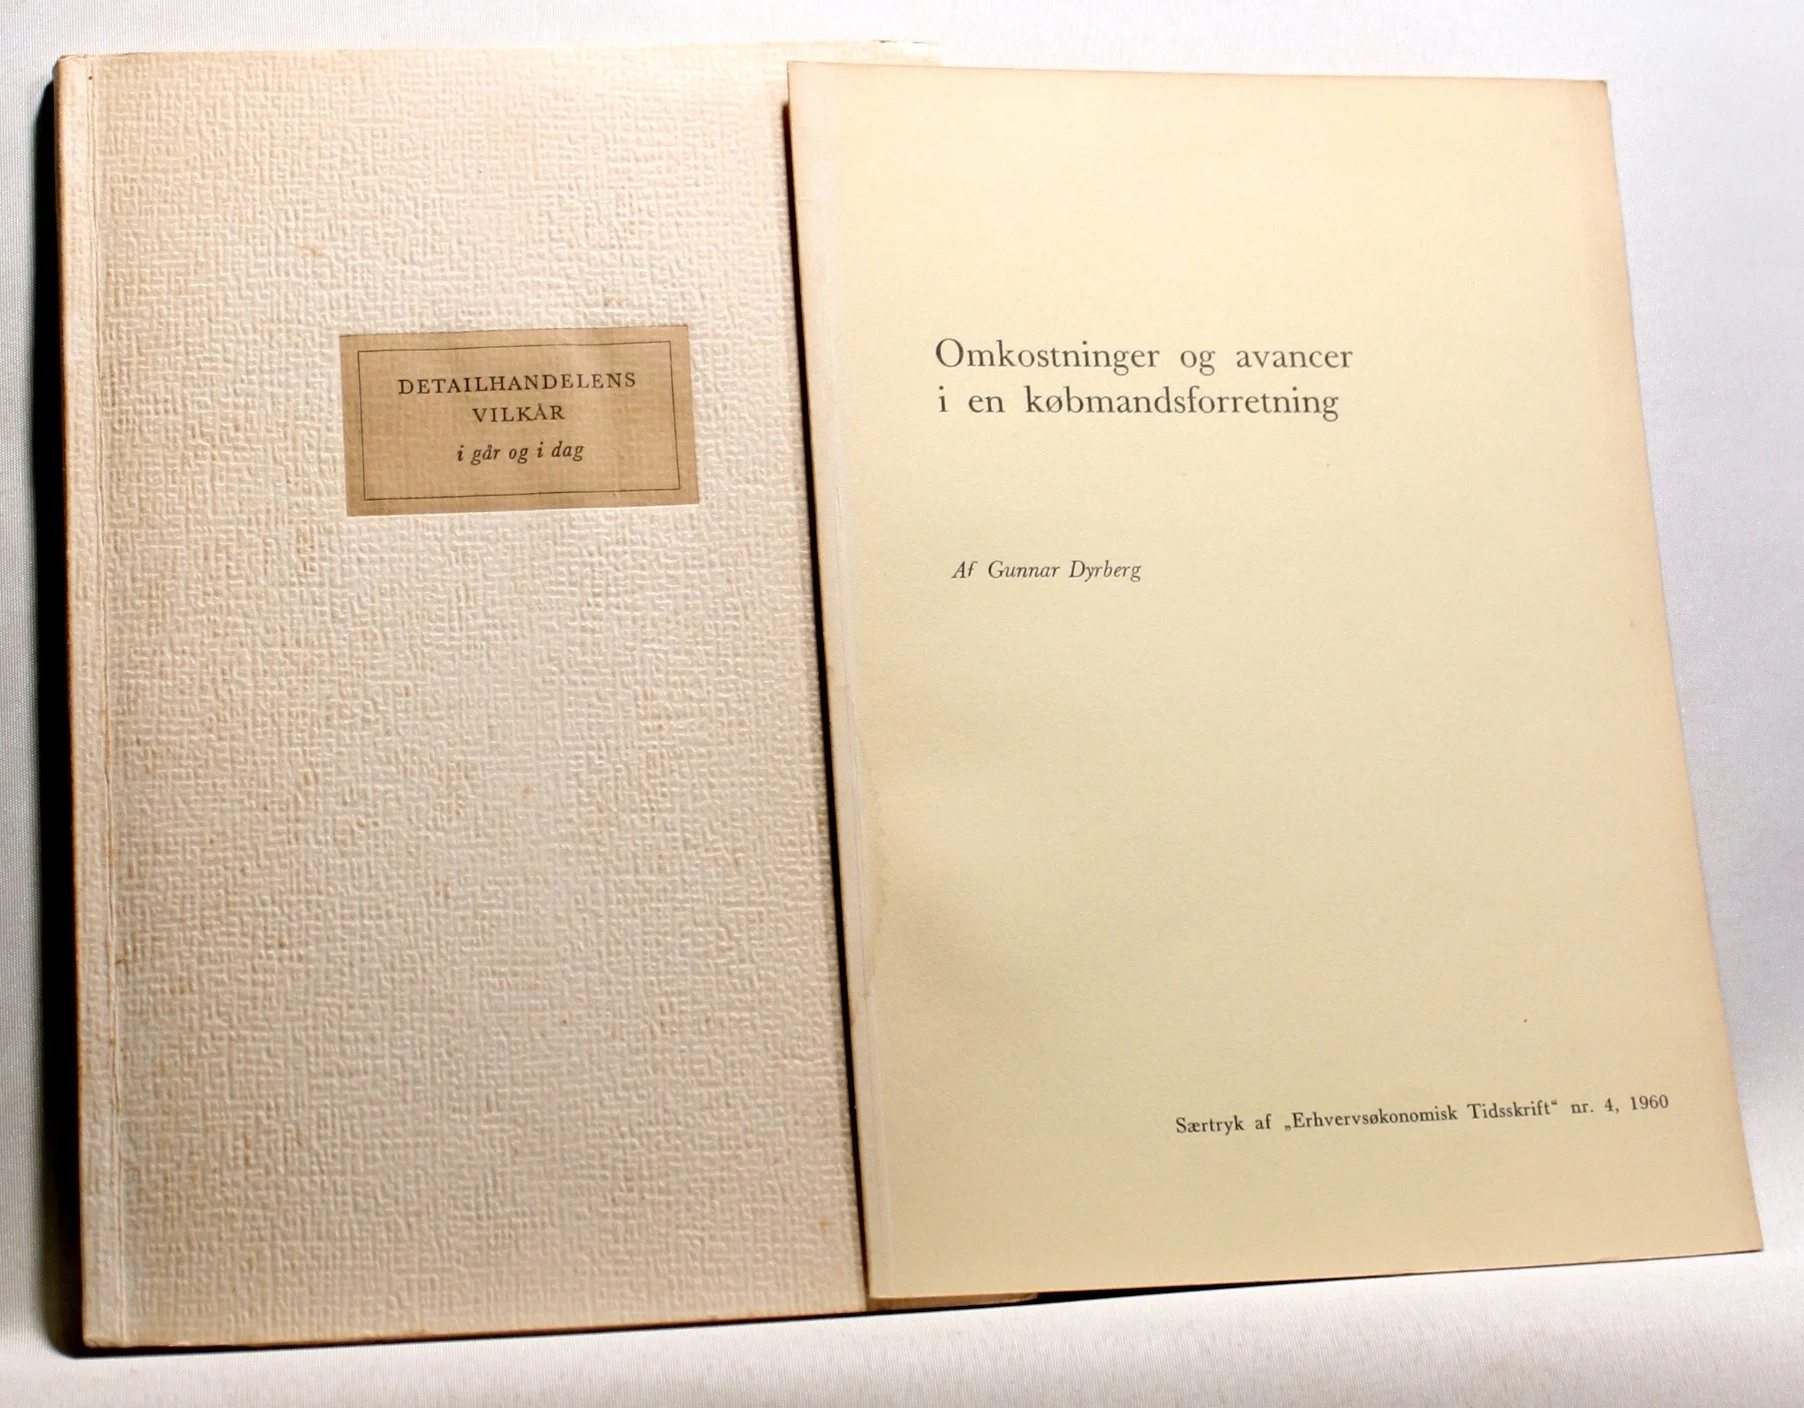 DETAILHANDELENS
VILKÅR
i går og i dag
Omkostninger og avancer
i en købmandsforretning
Af Gunnar Dyrberg
Særtryk af „Erhvervsøkonomisk Tidsskrift“ nr. 4, 1960